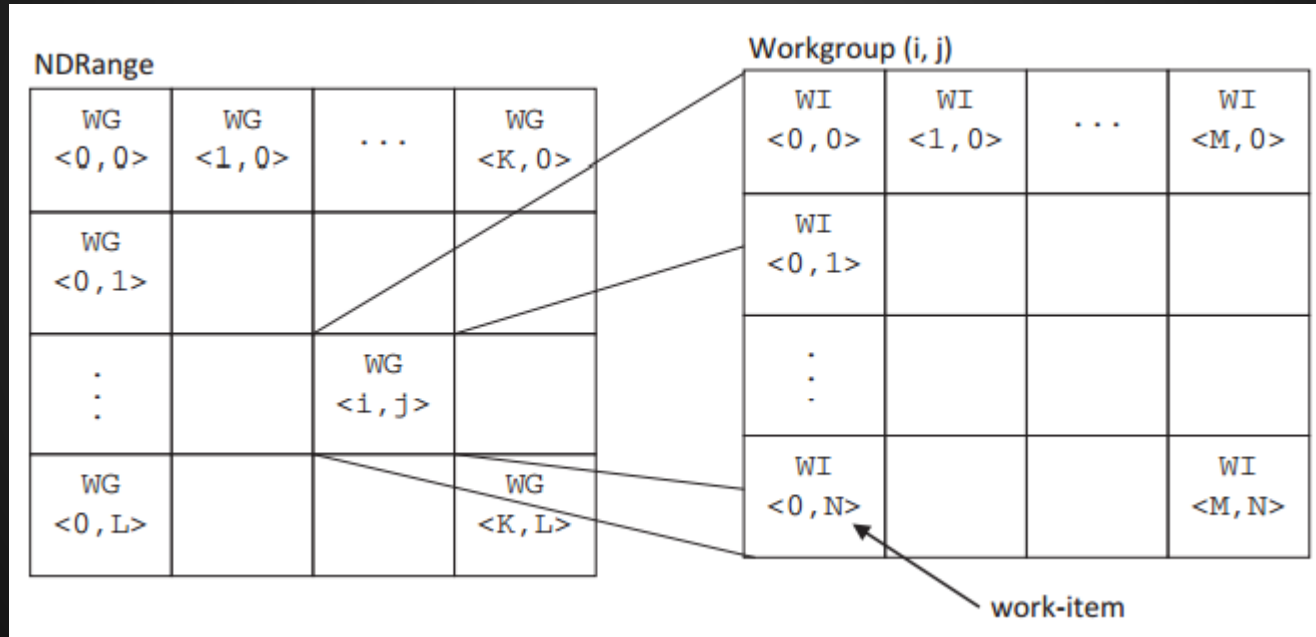 NDRange
WG WG ... WG
<0,0> <1,0> <K,0>
WG
<0,1>
⋮ WG
<i,j>
WG WG
<0,L> <K,L>
Workgroup (i, j)
WI WI ... WI
<0,0> <1,0> <M,0>
WI
<0,1>
⋮
WI WI
<0,N> <M,N>
work-item